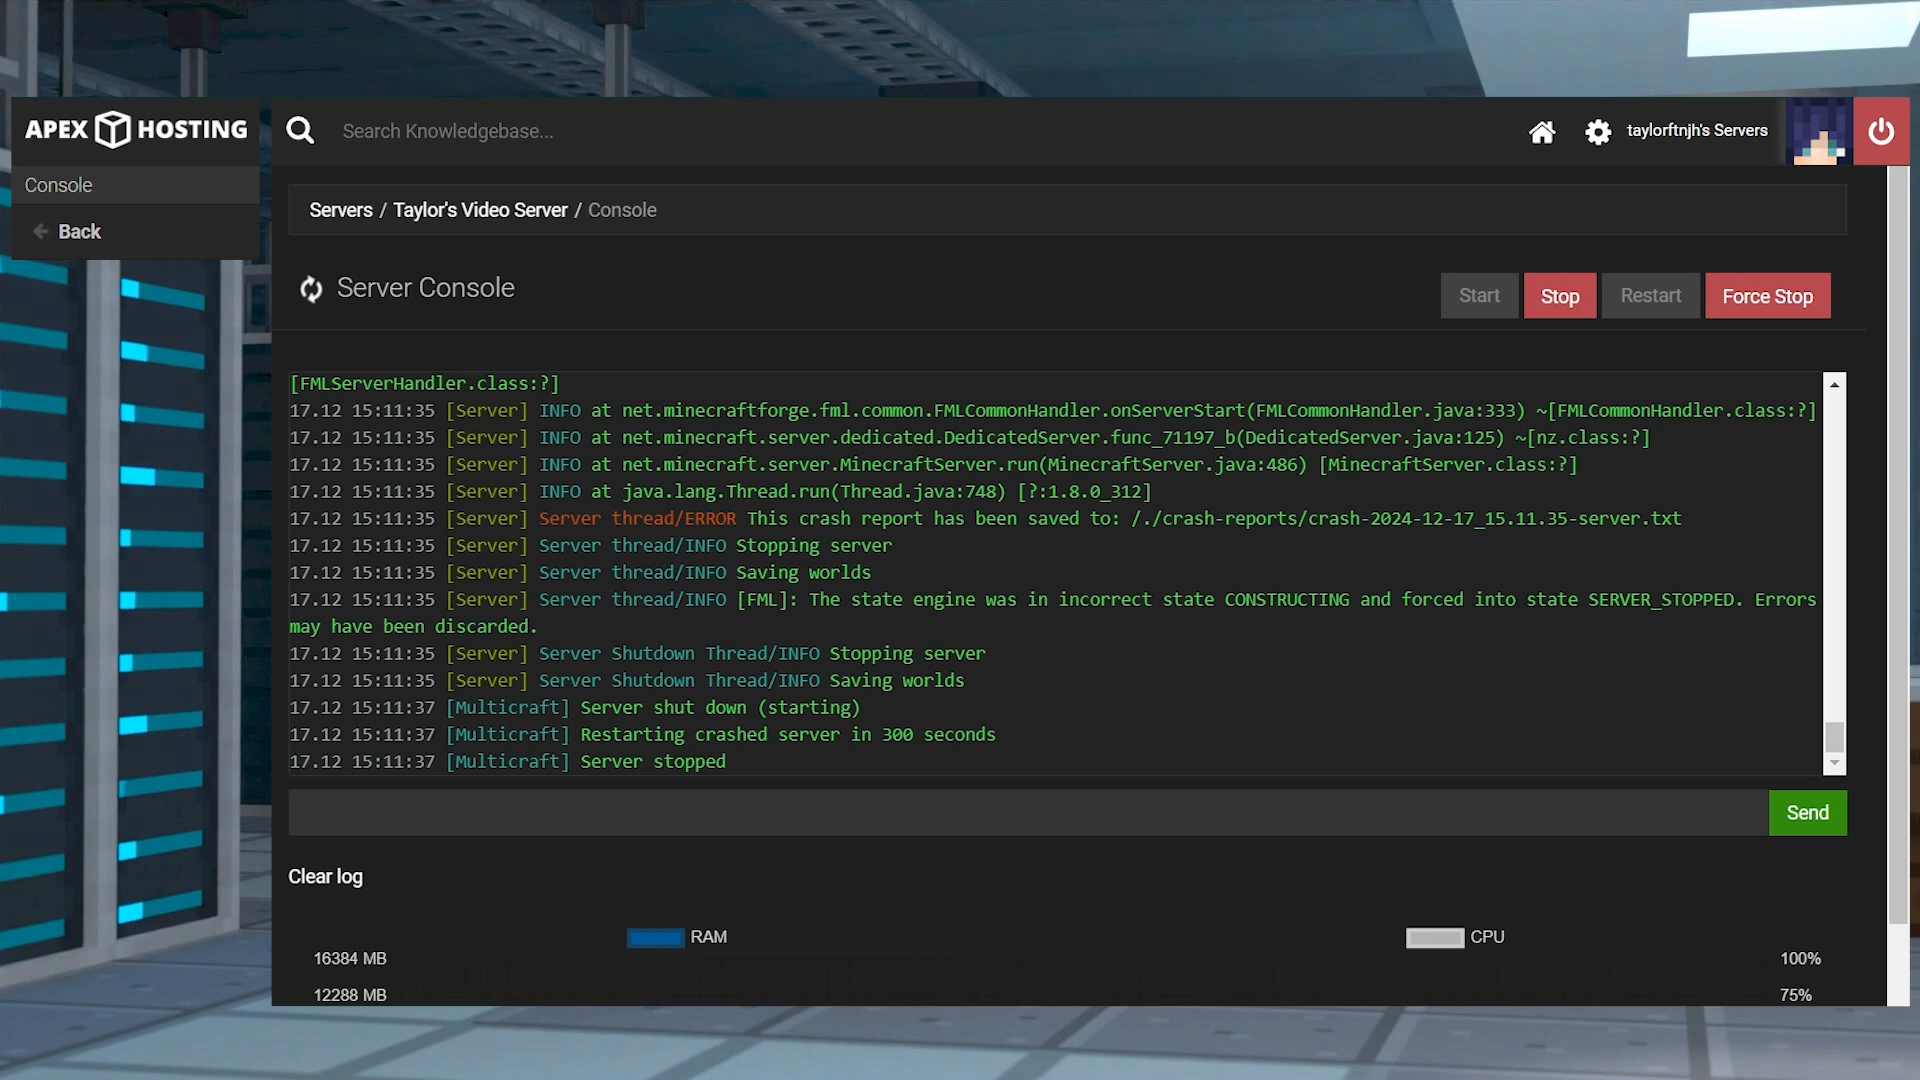 APEX HOSTING
Search Knowledgebase...
taylorftnjh's Servers
Console
Back
Servers / Taylor's Video Server / Console
Server Console
Start
Stop
Restart
Force Stop
[FMLServerHandler.class:?]
17.12 15:11:35 [Server] INFO at net.minecraftforge.fml.common.FMLCommonHandler.onServerStart(FMLCommonHandler.java:333) ~[FMLCommonHandler.class:?]
17.12 15:11:35 [Server] INFO at net.minecraft.server.dedicated.DedicatedServer.func_71197_b(DedicatedServer.java:125) ~[nz.class:?]
17.12 15:11:35 [Server] INFO at net.minecraft.server.MinecraftServer.run(MinecraftServer.java:486) [MinecraftServer.class:?]
17.12 15:11:35 [Server] INFO at java.lang.Thread.run(Thread.java:748) [?:1.8.0_312]
17.12 15:11:35 [Server] Server thread/ERROR This crash report has been saved to: /./crash-reports/crash-2024-12-17_15.11.35-server.txt
17.12 15:11:35 [Server] Server thread/INFO Stopping server
17.12 15:11:35 [Server] Server thread/INFO Saving worlds
17.12 15:11:35 [Server] Server thread/INFO [FML]: The state engine was in incorrect state CONSTRUCTING and forced into state SERVER_STOPPED. Errors
may have been discarded.
17.12 15:11:35 [Server] Server Shutdown Thread/INFO Stopping server
17.12 15:11:35 [Server] Server Shutdown Thread/INFO Saving worlds
17.12 15:11:37 [Multicraft] Server shut down (starting)
17.12 15:11:37 [Multicraft] Restarting crashed server in 300 seconds
17.12 15:11:37 [Multicraft] Server stopped
Send
Clear log
RAM
CPU
16384 MB
100%
12288 MB
75%